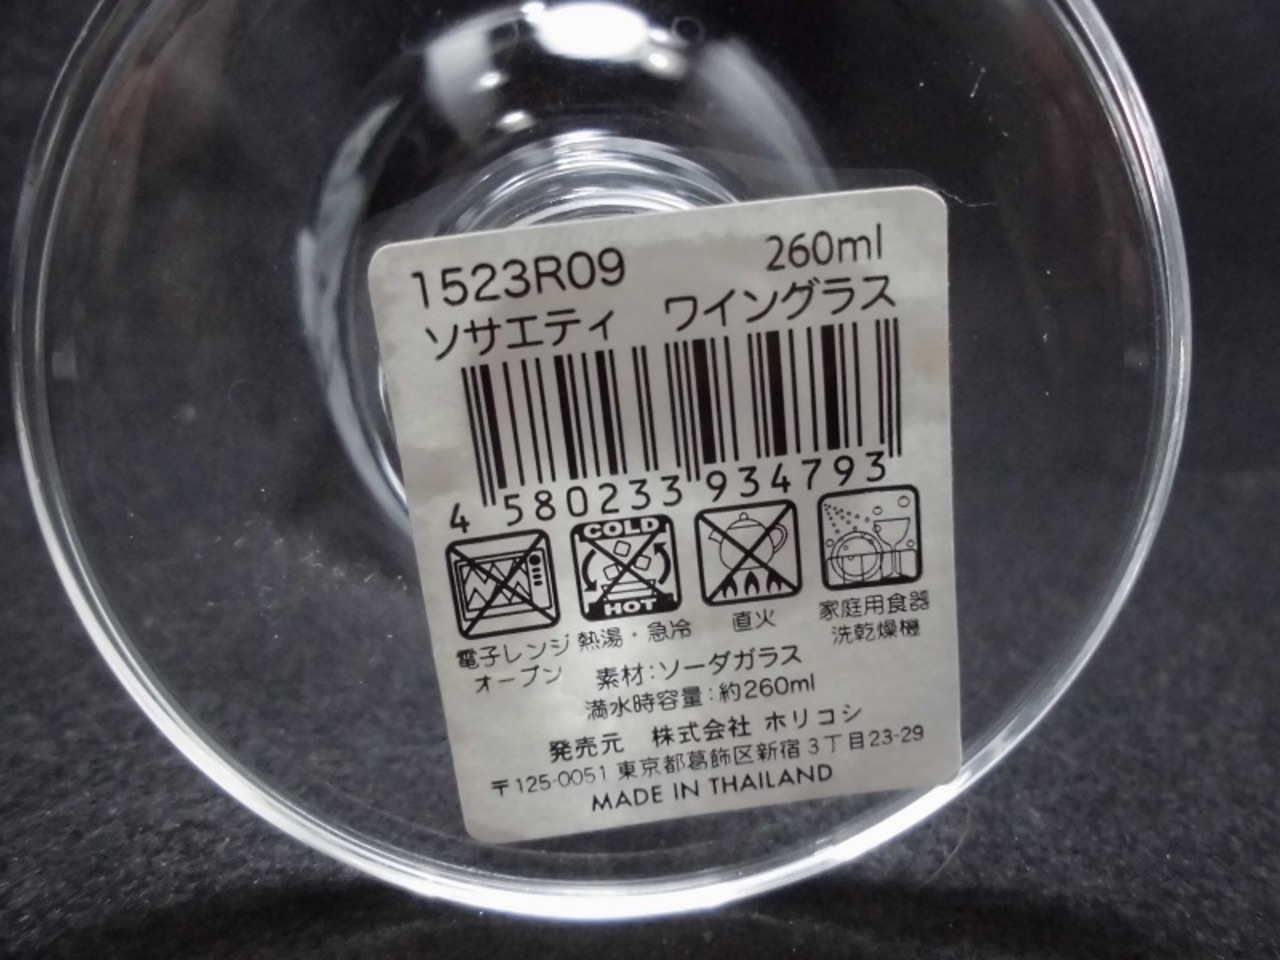 1523R09 260ml
ソサエティ ワイングラス
4 580233 934793
COLD
HOT
電子レンジ
オーブン
熱湯・急冷
直火
家庭用食器
洗乾燥機
素材:ソーダガラス
満水時容量:約260ml
発売元 株式会社 ホリコシ
〒125-0051 東京都葛飾区新宿3丁目23-29
MADE IN THAILAND